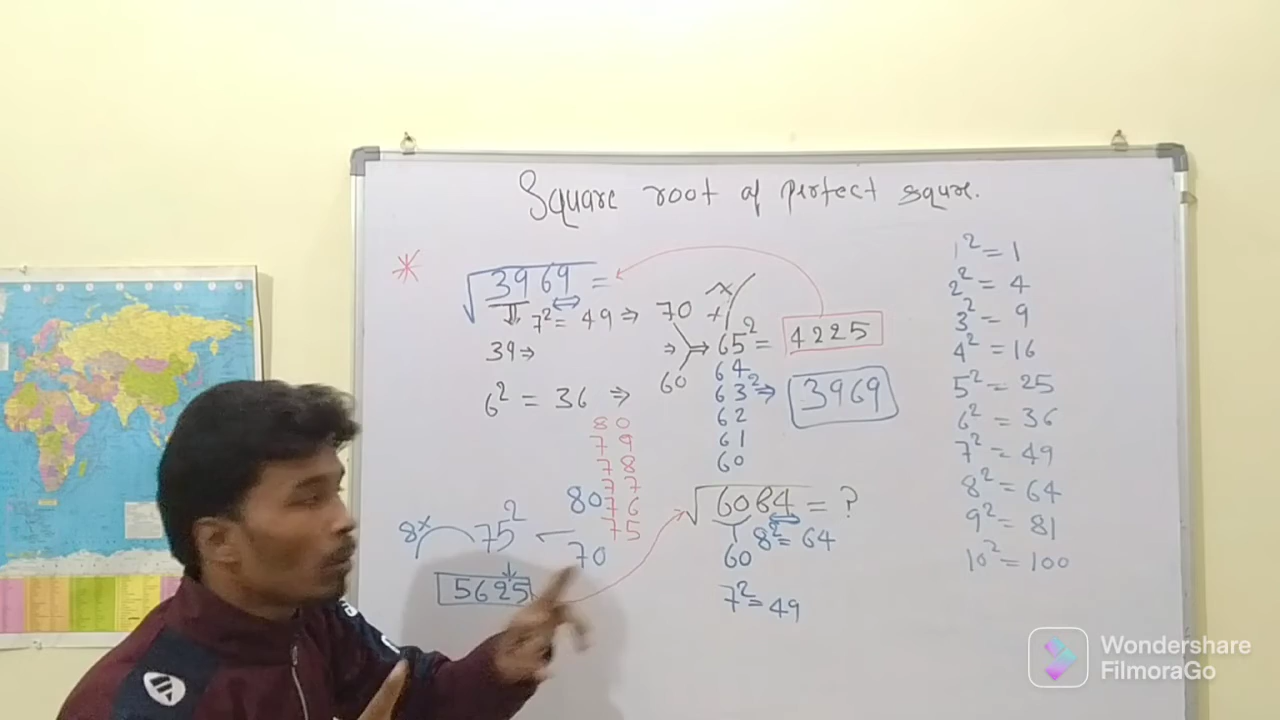 Square root of perfect squre.
*
√3969 =
7² = 49 ⇒
39 ⇒
6² = 36 ⇒
70
60
⇒ 65² = 4225
64
63² ⇒ 3969
62
61
60
80
79
78
77
76
75
80
70
8× 75²
5625
√6084 = ?
8² = 64
60
7² = 49
1² = 1
2² = 4
3² = 9
4² = 16
5² = 25
6² = 36
7² = 49
8² = 64
9² = 81
10² = 100
Wondershare
FilmoraGo